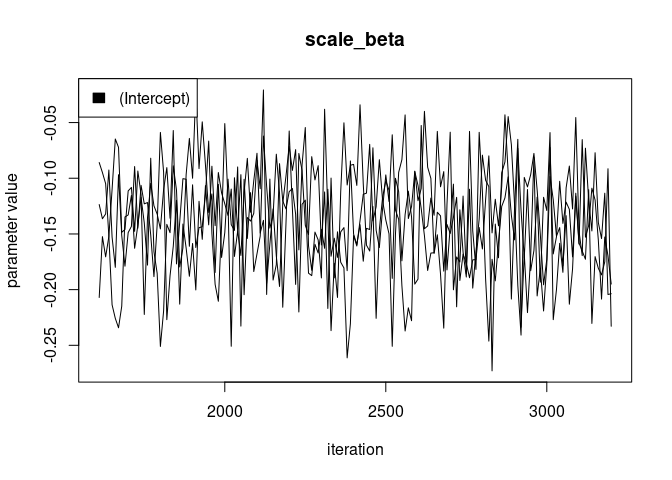 scale_beta
(Intercept)
parameter value
-0.05
-0.10
-0.15
-0.20
-0.25
2000
2500
3000
iteration